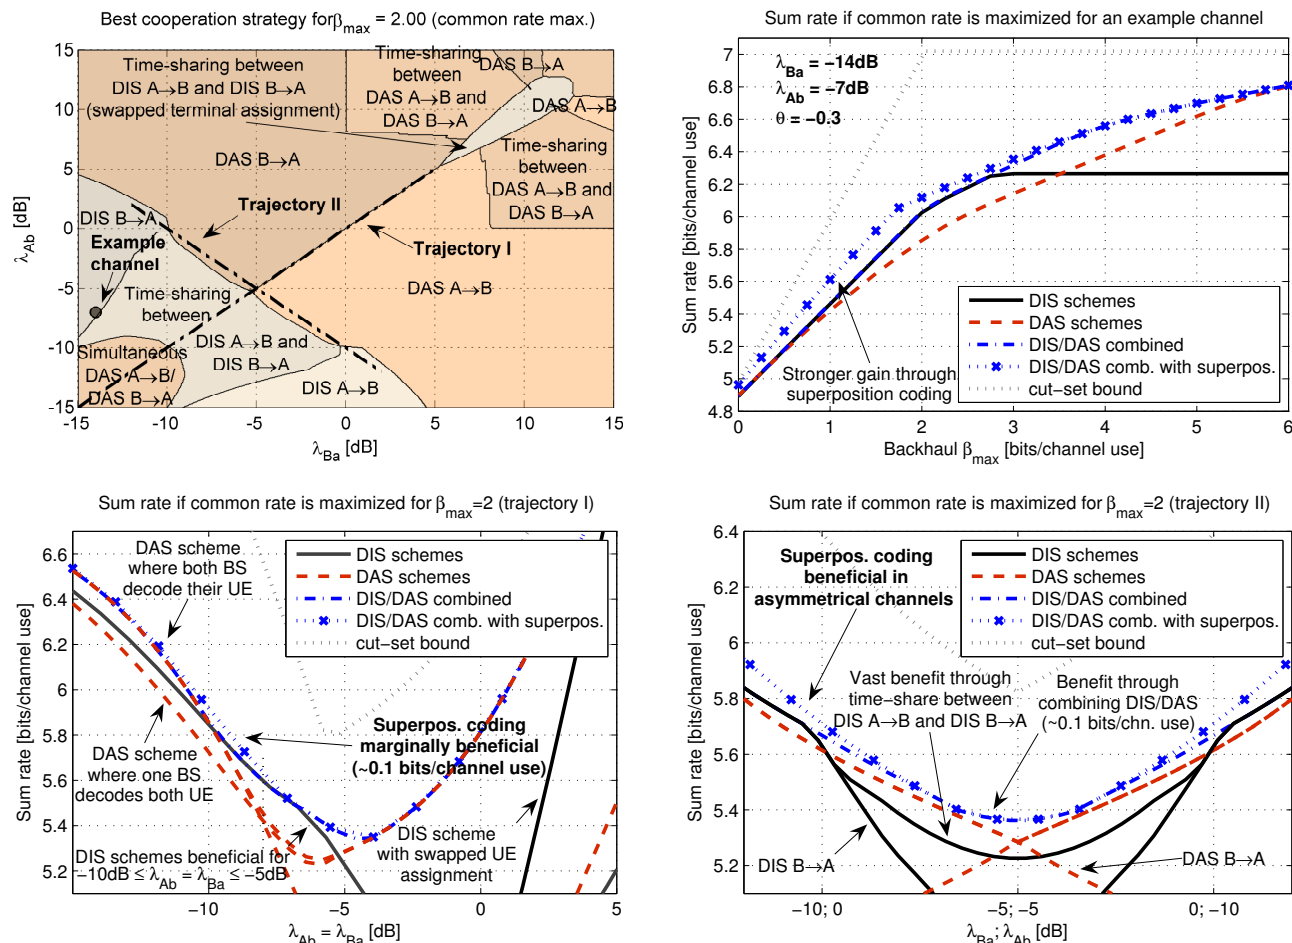 Best cooperation strategy forβmax = 2.00 (common rate max.)
15
10
5
0
-5
-10
-15
λAb [dB]
Time-sharing between
DIS A→B and DIS B→A
(swapped terminal assignment)
Time-sharing
between
DAS A→B and
DAS B→A
DAS B→A
DAS A→B
DAS B→A
Time-sharing
between
DAS A→B and
DAS B→A
DIS B→A
Trajectory II
Example
channel
Trajectory I
DAS A→B
Time-sharing
between
DIS A→B and
DIS B→A
Simultaneous
DAS A→B/
DAS B→A
DIS A→B
-15
-10
-5
0
5
10
15
λBa [dB]
Sum rate if common rate is maximized for an example channel
7
6.8
6.6
6.4
6.2
6
5.8
5.6
5.4
5.2
5
4.8
Sum rate [bits/channel use]
λBa = −14dB
λAb = −7dB
θ = −0.3
DIS schemes
DAS schemes
DIS/DAS combined
DIS/DAS comb. with superpos.
cut−set bound
Stronger gain through
superposition coding
0
1
2
3
4
5
6
Backhaul βmax [bits/channel use]
Sum rate if common rate is maximized for βmax=2 (trajectory I)
6.6
6.4
6.2
6
5.8
5.6
5.4
5.2
Sum rate [bits/channel use]
DAS scheme
where both BS
decode their UE
DIS schemes
DAS schemes
DIS/DAS combined
DIS/DAS comb. with superpos.
cut−set bound
DAS scheme
where one BS
decodes both UE
Superpos. coding
marginally beneficial
(~0.1 bits/channel use)
DIS schemes beneficial for
−10dB ≤ λAb = λBa ≤ −5dB
DIS scheme
with swapped UE
assignment
−10
−5
0
5
λAb = λBa [dB]
Sum rate if common rate is maximized for βmax=2 (trajectory II)
6.4
6.2
6
5.8
5.6
5.4
5.2
Sum rate [bits/channel use]
Superpos. coding
beneficial in
asymmetrical channels
DIS schemes
DAS schemes
DIS/DAS combined
DIS/DAS comb. with superpos.
cut−set bound
Vast benefit through
time−share between
DIS A→B and DIS B→A
Benefit through
combining DIS/DAS
(~0.1 bits/chn. use)
DIS B→A
DAS B→A
−10; 0
−5; −5
0; −10
λBa; λAb [dB]